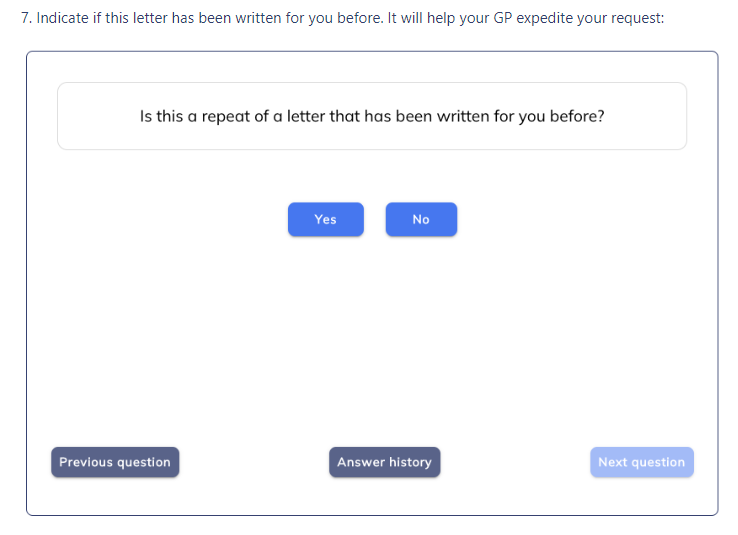 7. Indicate if this letter has been written for you before. It will help your GP expedite your request:
Is this a repeat of a letter that has been written for you before?
Yes
No
Previous question
Answer history
Next question